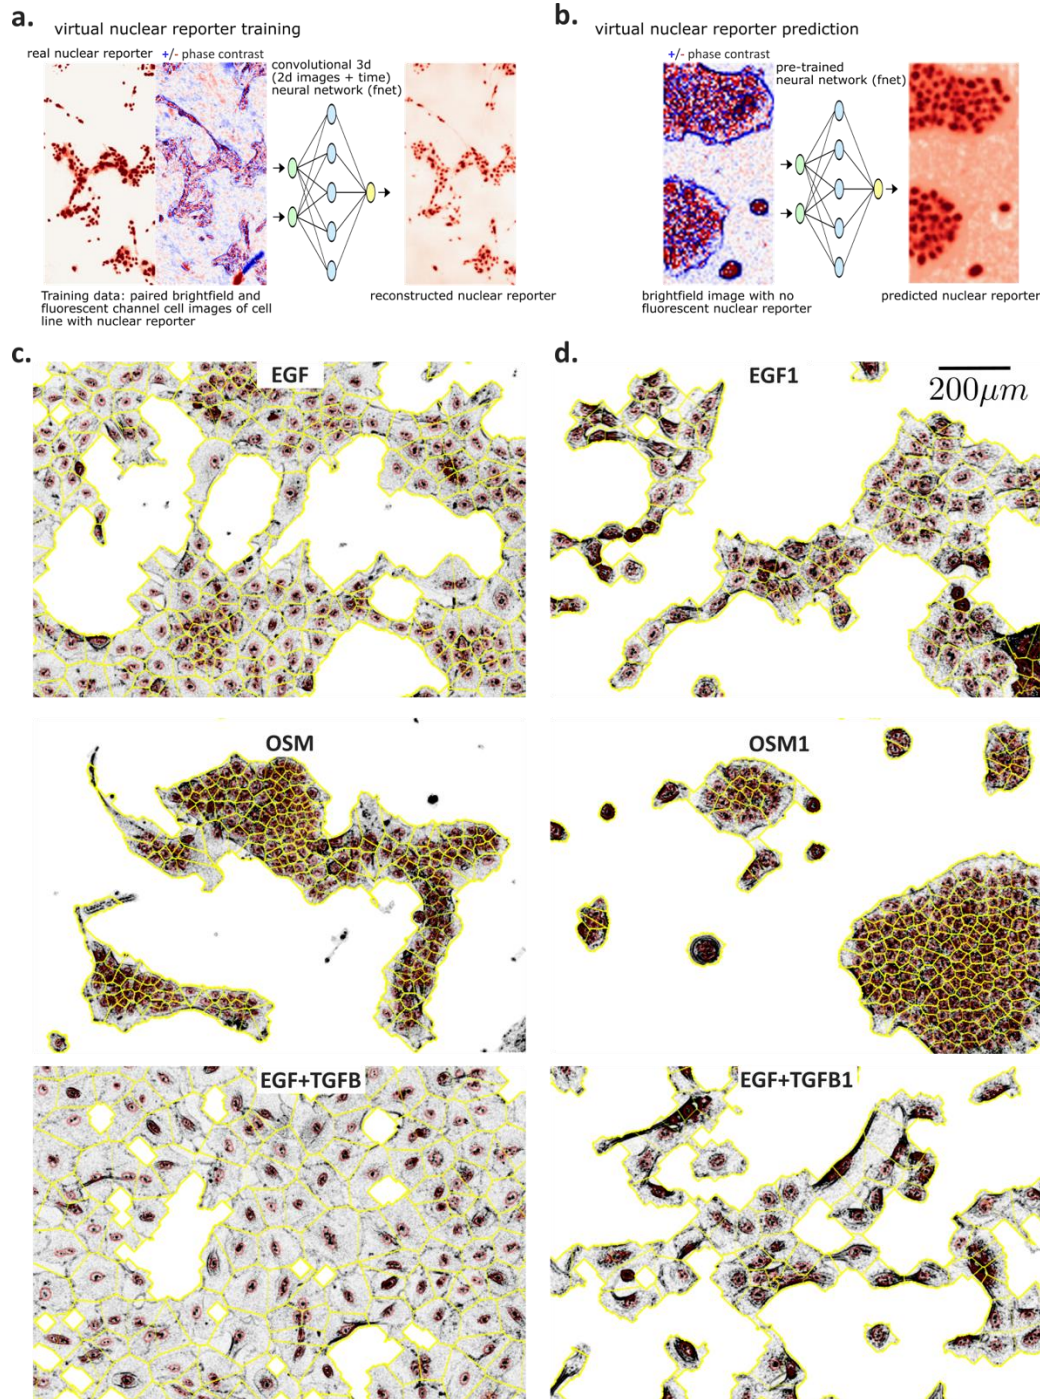 a.
virtual nuclear reporter training
real nuclear reporter
+/- phase contrast
convolutional 3d
(2d images + time)
neural network (fnet)
Training data: paired brightfield and
fluorescent channel cell images of cell
line with nuclear reporter
reconstructed nuclear reporter
b.
virtual nuclear reporter prediction
+/- phase contrast
pre-trained
neural network (fnet)
brightfield image with no
fluorescent nuclear reporter
predicted nuclear reporter
c.
EGF
d.
EGF1
200μm
OSM
OSM1
EGF+TGFB
EGF+TGFB1